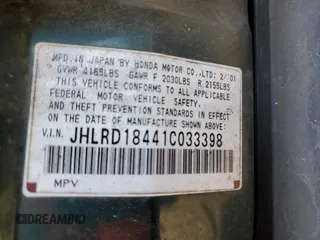 MFD. IN JAPAN BY HONDA MOTOR CO., LTD: 2/'01
GVWR 4165LBS GAWR F 2030LBS R 2155LBS
THIS VEHICLE CONFORMS TO ALL APPLICABLE
FEDERAL MOTOR VEHICLE SAFETY,
AND THEFT PREVENTION STANDARDS IN EFFECT ON
THE DATE OF MANUFACTURE SHOWN ABOVE.
V.I.N. JHLRD18441C033398
MPV
DREAMBID